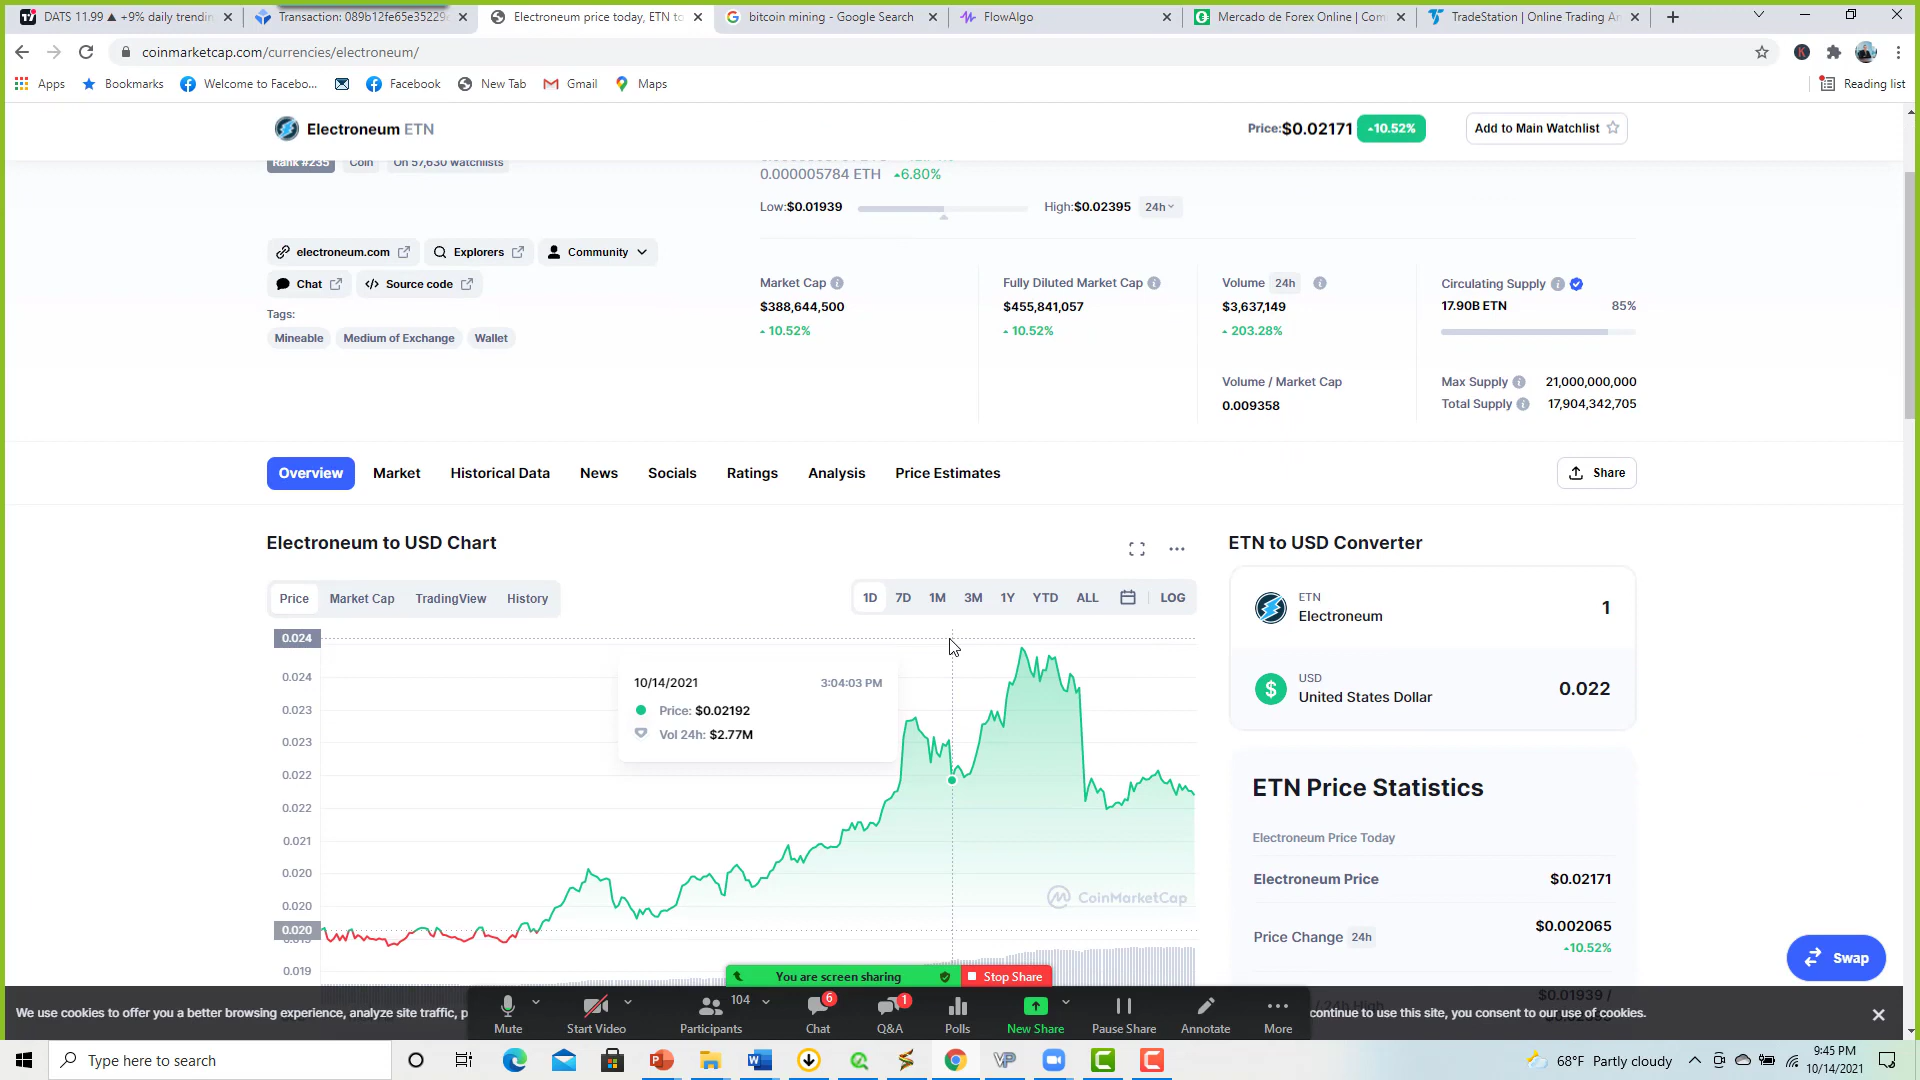 DATS 11.99 ▲ +9% daily trendin
Transaction: 089b12fe65e35229
Electroneum price today, ETN to
bitcoin mining - Google Search
FlowAlgo
Mercado de Forex Online | Com
TradeStation | Online Trading An
coinmarketcap.com/currencies/electroneum/
Apps
Bookmarks
Welcome to Facebo...
Facebook
New Tab
Gmail
Maps
Reading list
Electroneum ETN
Price:$0.02171
10.52%
Add to Main Watchlist
Rank #235
Coin
On 57,630 watchlists
0.000005784 ETH
6.80%
Low:$0.01939
High:$0.02395
24h
electroneum.com
Explorers
Community
Chat
Source code
Tags:
Mineable
Medium of Exchange
Wallet
Market Cap
$388,644,500
10.52%
Fully Diluted Market Cap
$455,841,057
10.52%
Volume 24h
$3,637,149
203.28%
Volume / Market Cap
0.009358
Circulating Supply
17.90B ETN
85%
Max Supply
21,000,000,000
Total Supply
17,904,342,705
Overview
Market
Historical Data
News
Socials
Ratings
Analysis
Price Estimates
Share
Electroneum to USD Chart
Price
Market Cap
TradingView
History
1D
7D
1M
3M
1Y
YTD
ALL
LOG
0.024
0.024
0.023
0.023
0.022
0.022
0.021
0.020
0.020
0.020
0.019
10/14/2021
3:04:03 PM
Price: $0.02192
Vol 24h: $2.77M
CoinMarketCap
ETN to USD Converter
ETN
Electroneum
1
USD
United States Dollar
0.022
ETN Price Statistics
Electroneum Price Today
Electroneum Price
$0.02171
Price Change 24h
$0.002065
10.52%
$0.01939 /
Swap
You are screen sharing
Stop Share
We use cookies to offer you a better browsing experience, analyze site traffic, p
continue to use this site, you consent to our use of cookies.
Mute
Start Video
104
Participants
6
Chat
1
Q&A
Polls
New Share
Pause Share
Annotate
More
Type here to search
68°F Partly cloudy
9:45 PM
10/14/2021